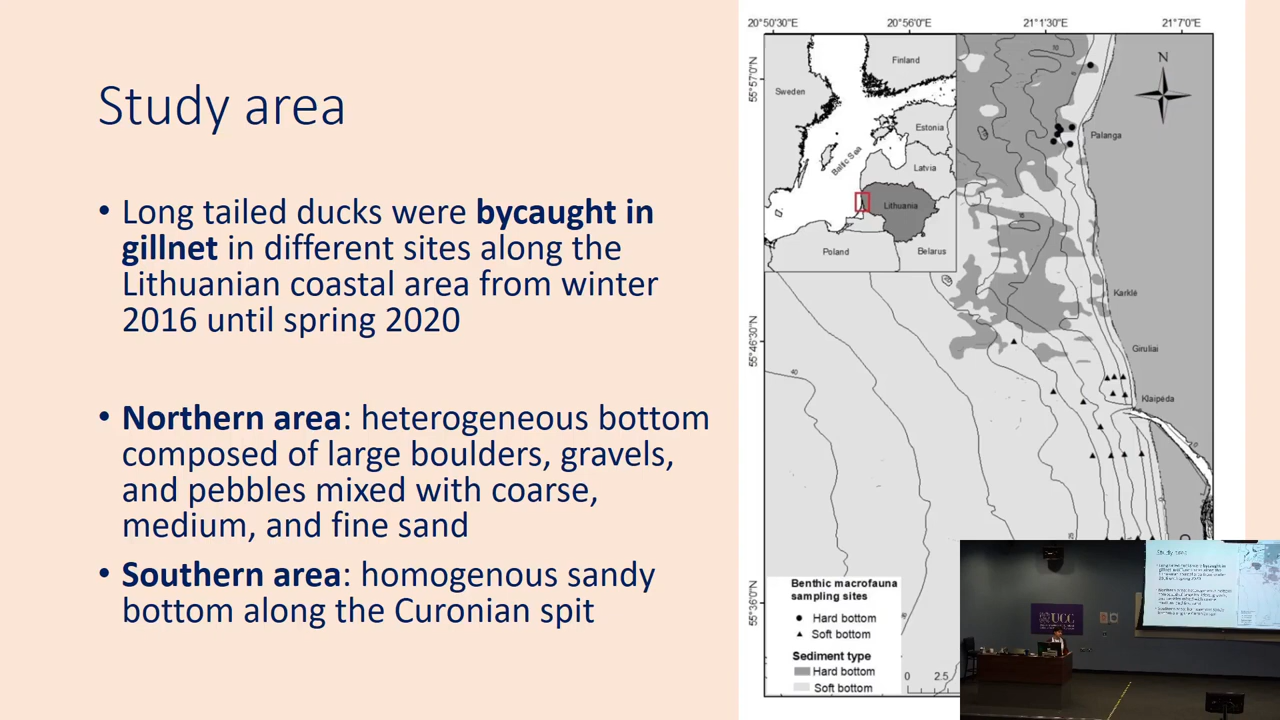 Study area
• Long tailed ducks were bycaught in
gillnet in different sites along the
Lithuanian coastal area from winter
2016 until spring 2020
• Northern area: heterogeneous bottom
composed of large boulders, gravels,
and pebbles mixed with coarse,
medium, and fine sand
• Southern area: homogenous sandy
bottom along the Curonian spit
20°50'30"E
20°56'0"E
21°1'30"E
21°7'0"E
55°57'0"N
55°46'30"N
55°36'0"N
Finland
Sweden
Estonia
Baltic Sea
Latvia
Lithuania
Poland
Belarus
N
10
Palanga
Karklė
Giruliai
Klaipėda
40
Benthic macrofauna
sampling sites
Hard bottom
Soft bottom
Sediment type
Hard bottom
Soft bottom
0 2.5
Study area
UCC